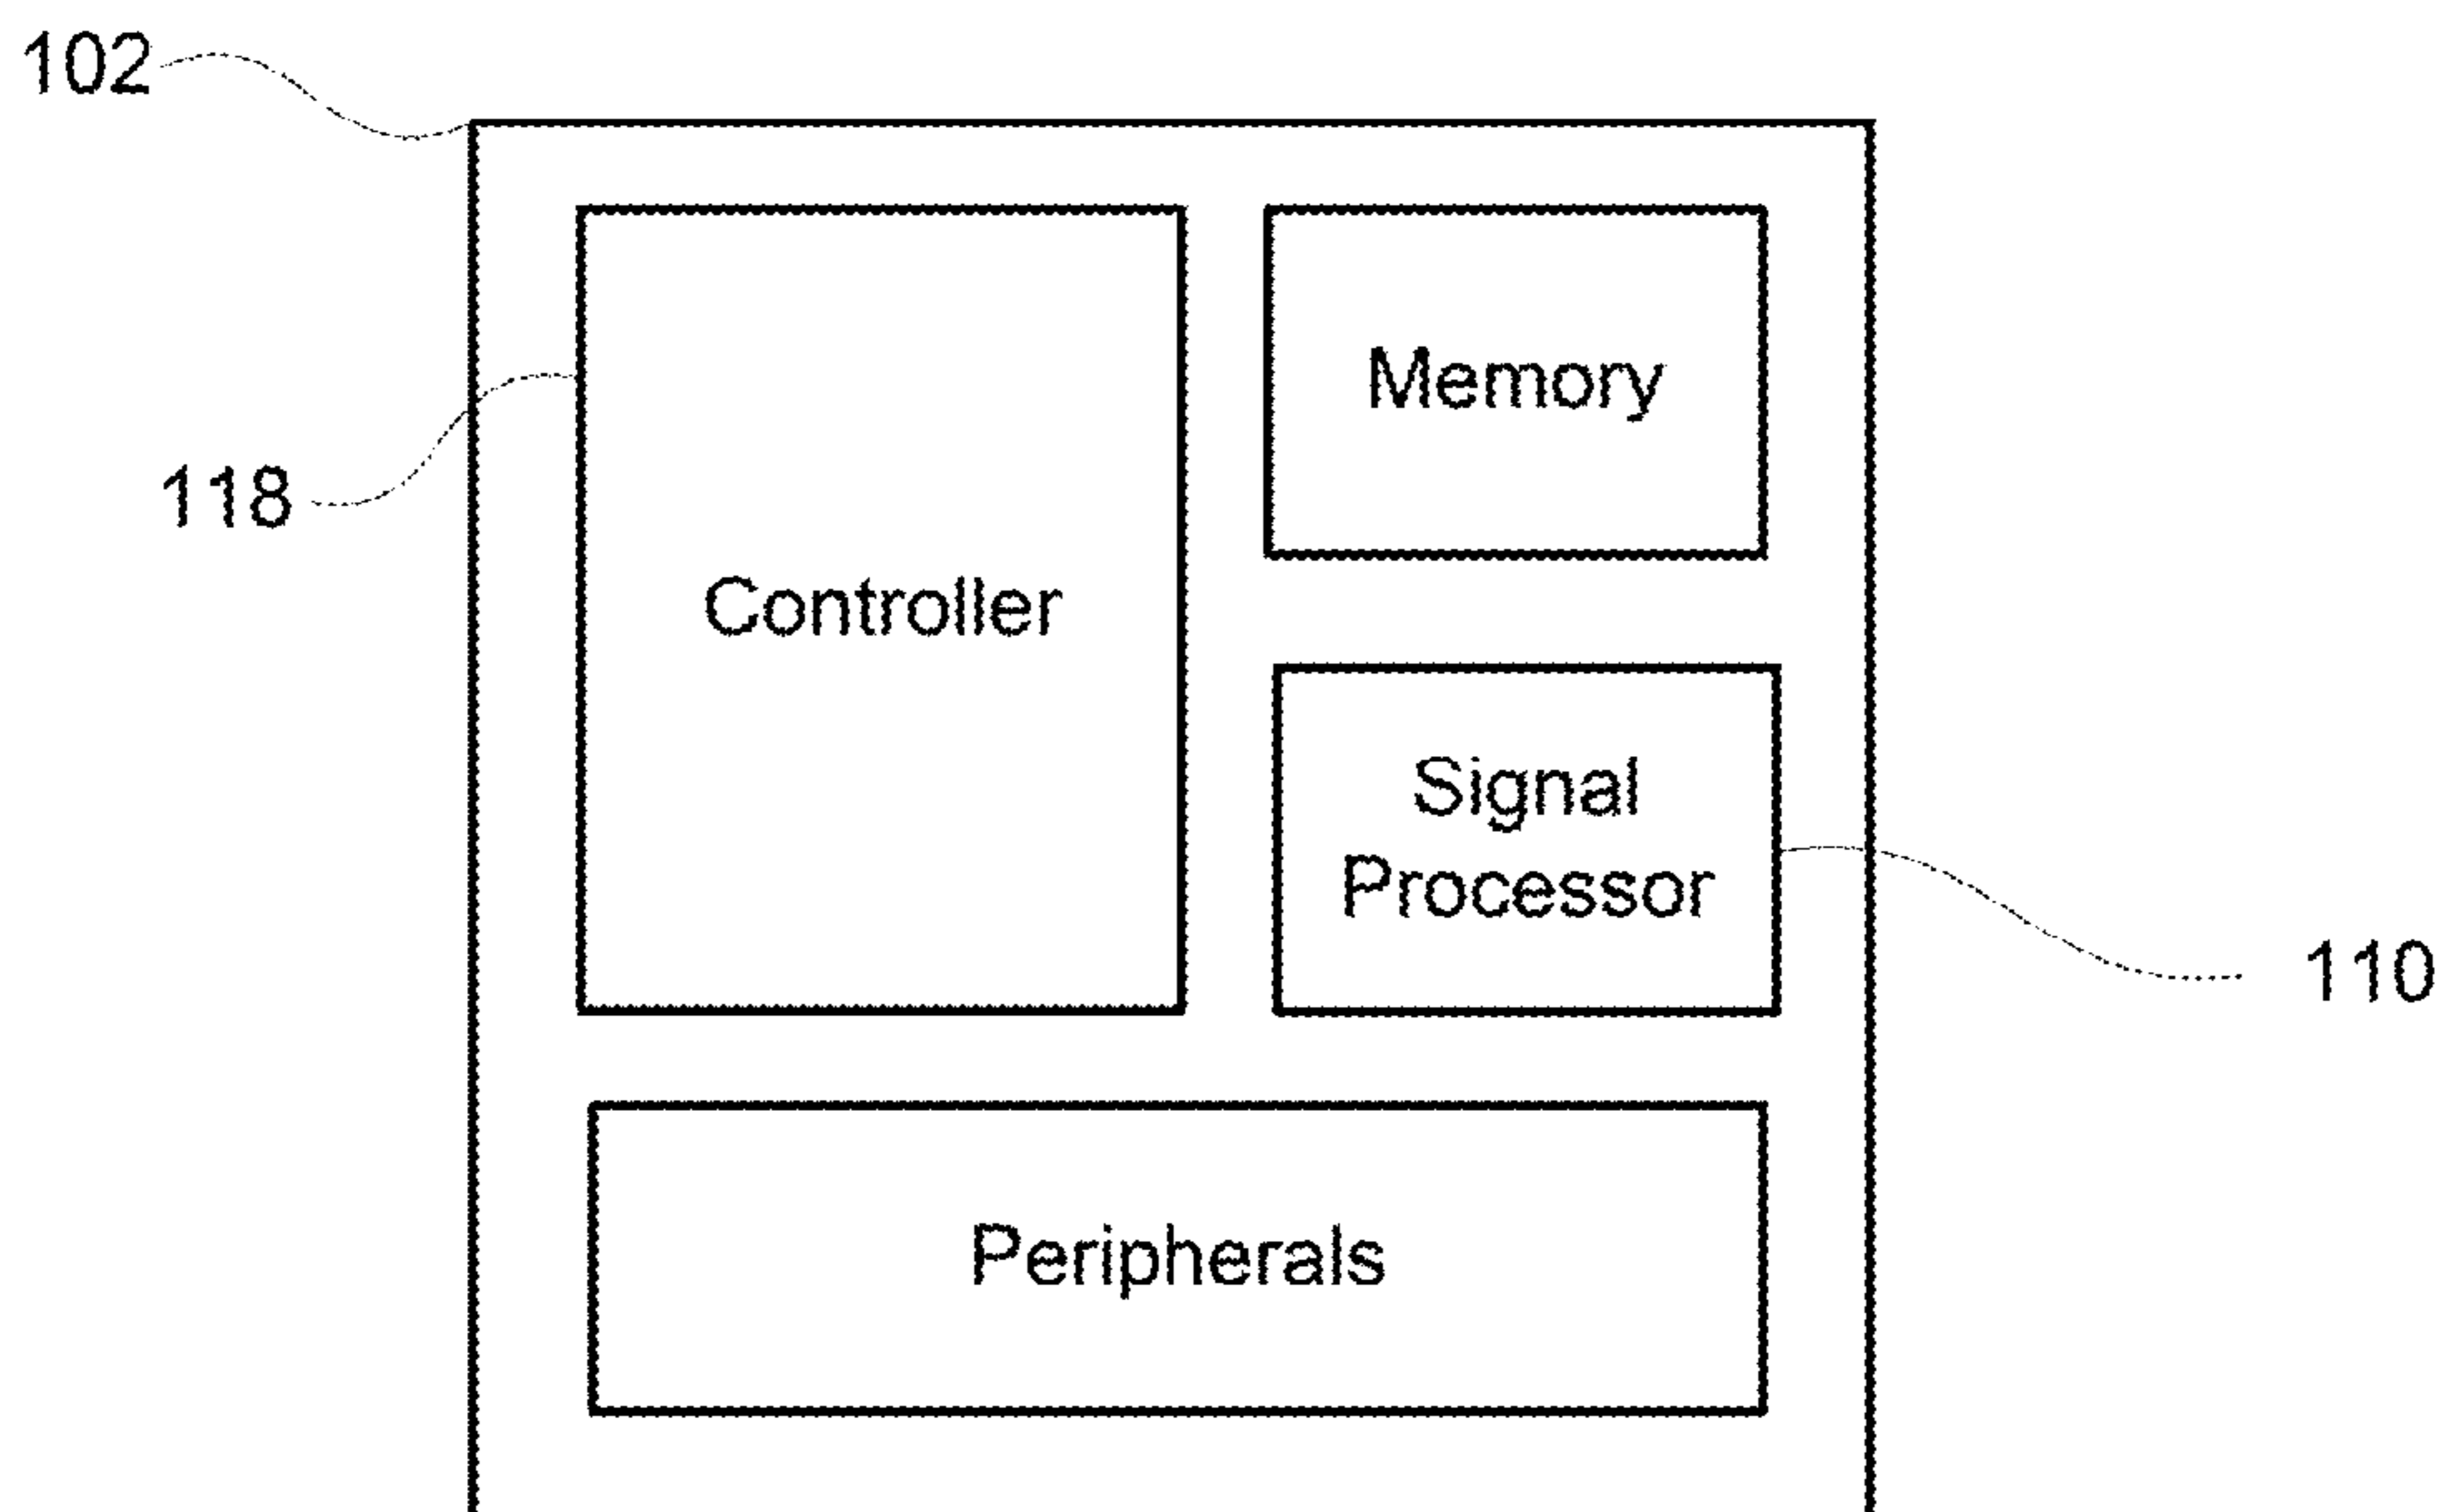 102
Memory
118
Controller
Signal
Processor
110
Peripherals